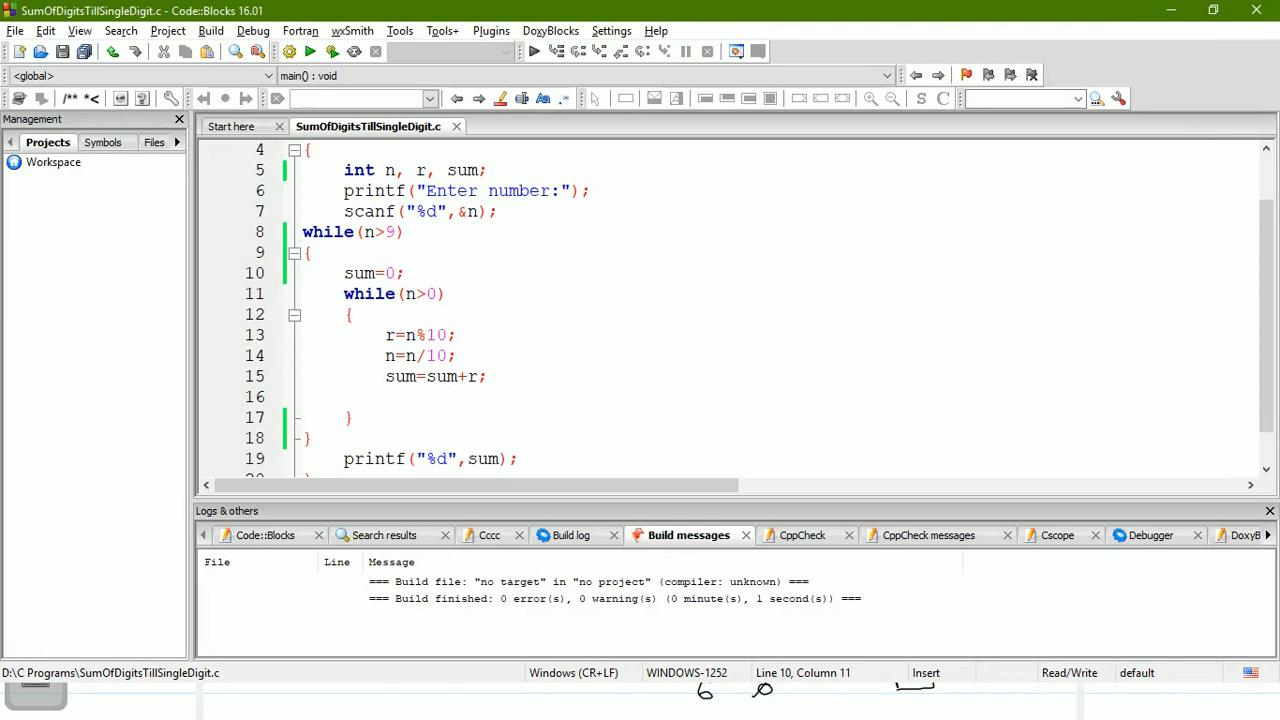 SumOfDigitsTillSingleDigit.c - Code::Blocks 16.01
File Edit View Search Project Build Debug Fortran wxSmith Tools Tools+ Plugins DoxyBlocks Settings Help
<global> main() : void
/** *<
S C
Management
Projects Symbols Files
Workspace
Start here SumOfDigitsTillSingleDigit.c
4 {
5 int n, r, sum;
6 printf("Enter number:");
7 scanf("%d",&n);
8 while(n>9)
9 {
10 sum=0;
11 while(n>0)
12 {
13 r=n%10;
14 n=n/10;
15 sum=sum+r;
16
17 }
18 }
19 printf("%d",sum);
Logs & others
Code::Blocks Search results Cccc Build log Build messages CppCheck CppCheck messages Cscope Debugger DoxyB
File Line Message
=== Build file: "no target" in "no project" (compiler: unknown) ===
=== Build finished: 0 error(s), 0 warning(s) (0 minute(s), 1 second(s)) ===
D:\C Programs\SumOfDigitsTillSingleDigit.c Windows (CR+LF) WINDOWS-1252 Line 10, Column 11 Insert Read/Write default
6 0